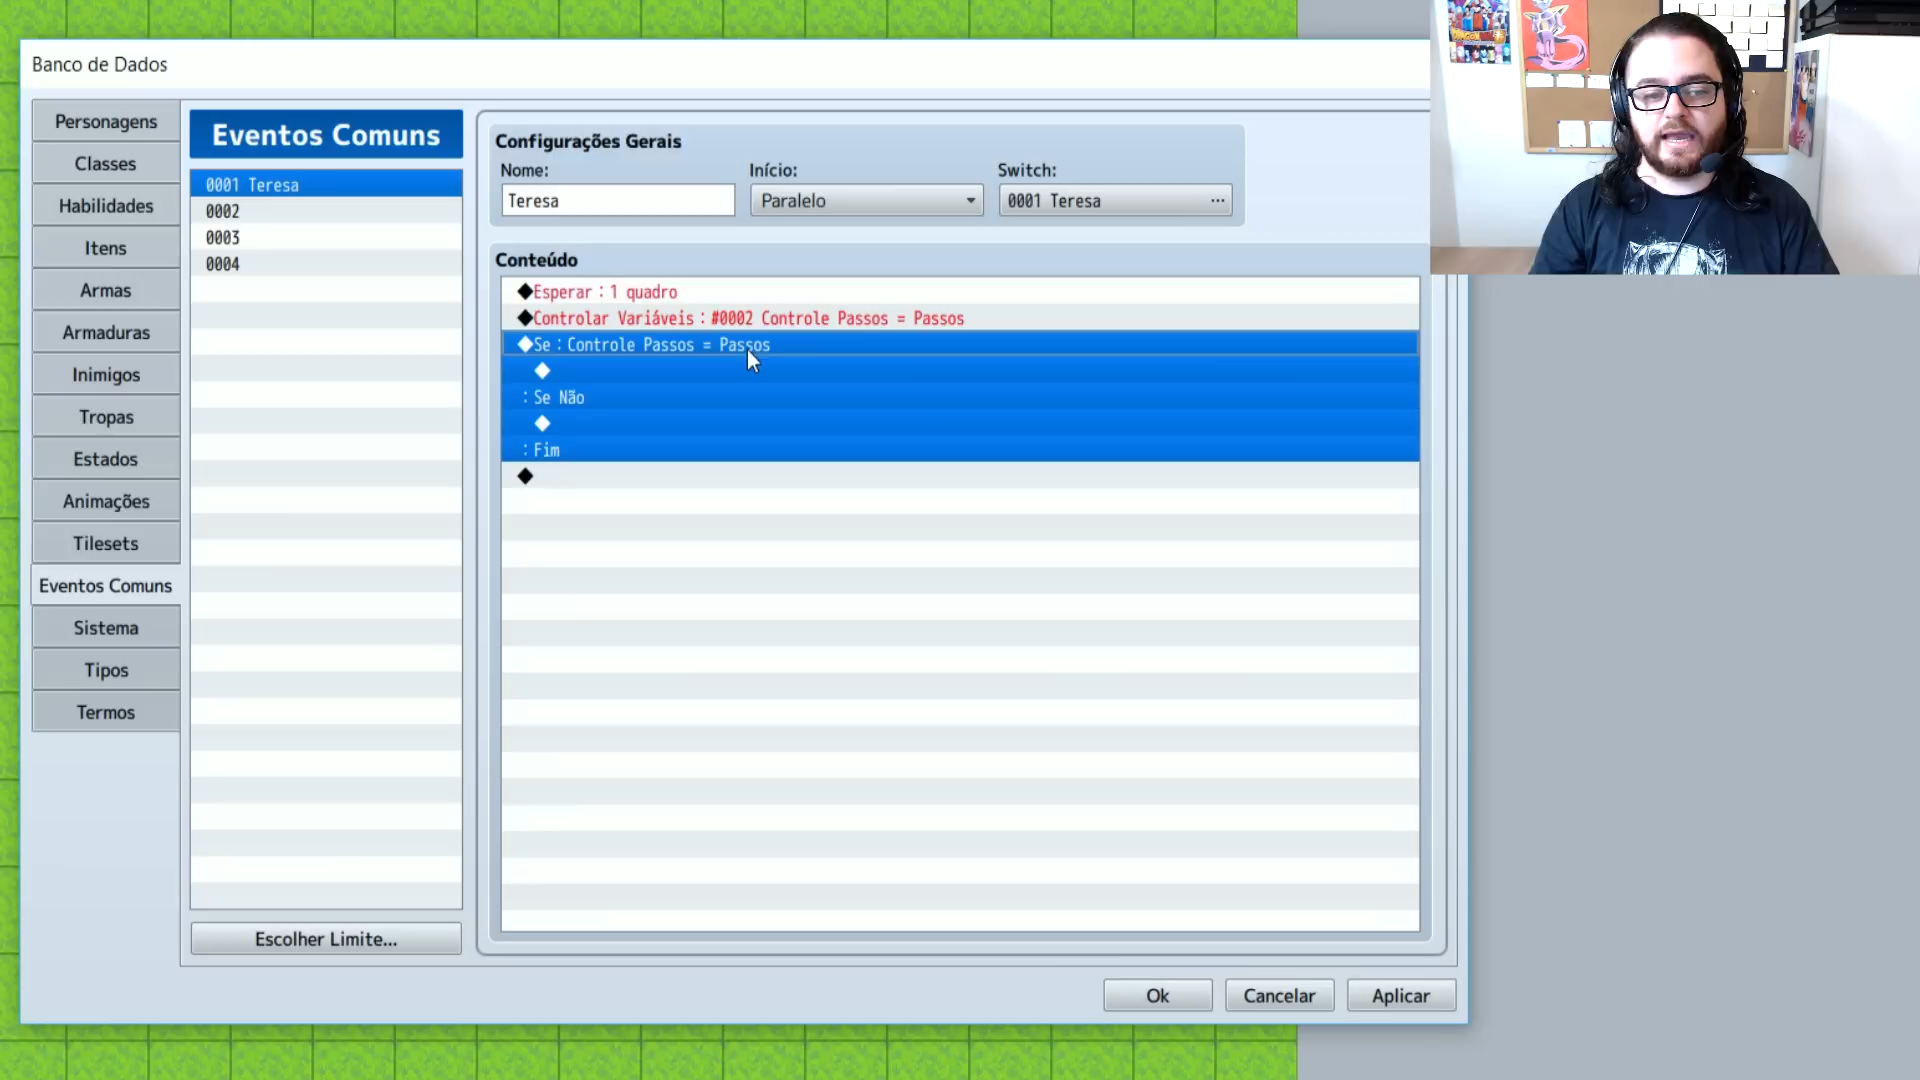 Banco de Dados
Personagens
Classes
Habilidades
Itens
Armas
Armaduras
Inimigos
Tropas
Estados
Animações
Tilesets
Eventos Comuns
Sistema
Tipos
Termos
Eventos Comuns
0001 Teresa
0002
0003
0004
Escolher Limite...
Configurações Gerais
Nome: Início: Switch:
Teresa Paralelo 0001 Teresa ...
Conteúdo
◆Esperar : 1 quadro
◆Controlar Variáveis : #0002 Controle Passos = Passos
◆Se : Controle Passos = Passos
◆
: Se Não
◆
: Fim
◆
Ok Cancelar Aplicar